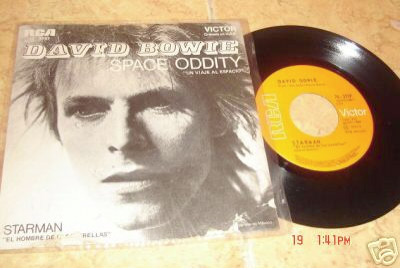 RCA
VICTOR
DAVID BOWIE
SPACE ODDITY
"UN VIAJE AL ESPACIO"
STARMAN
"EL HOMBRE DE ESTRELLAS"
DAVID BOWIE
RCA
Victor
STARMAN
19 1:41PM